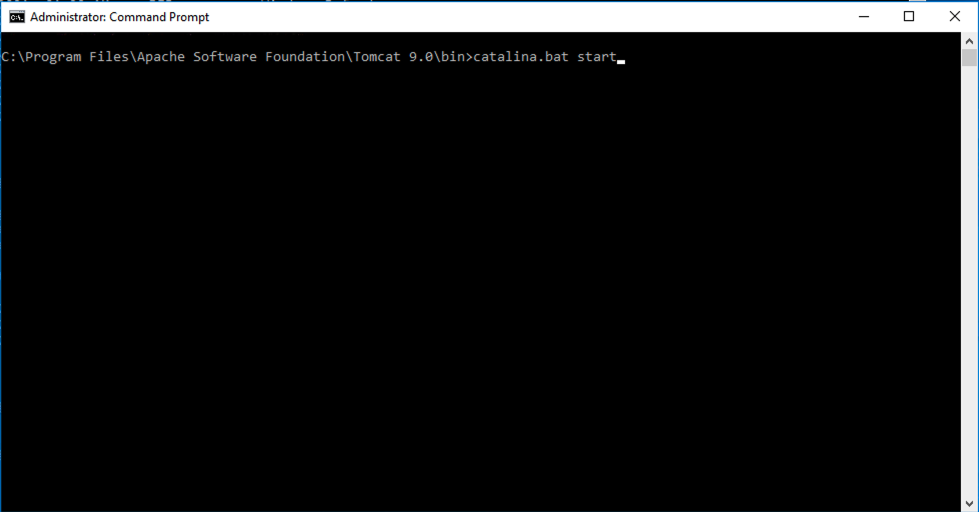 Administrator: Command Prompt
C:\Program Files\Apache Software Foundation\Tomcat 9.0\bin>catalina.bat start